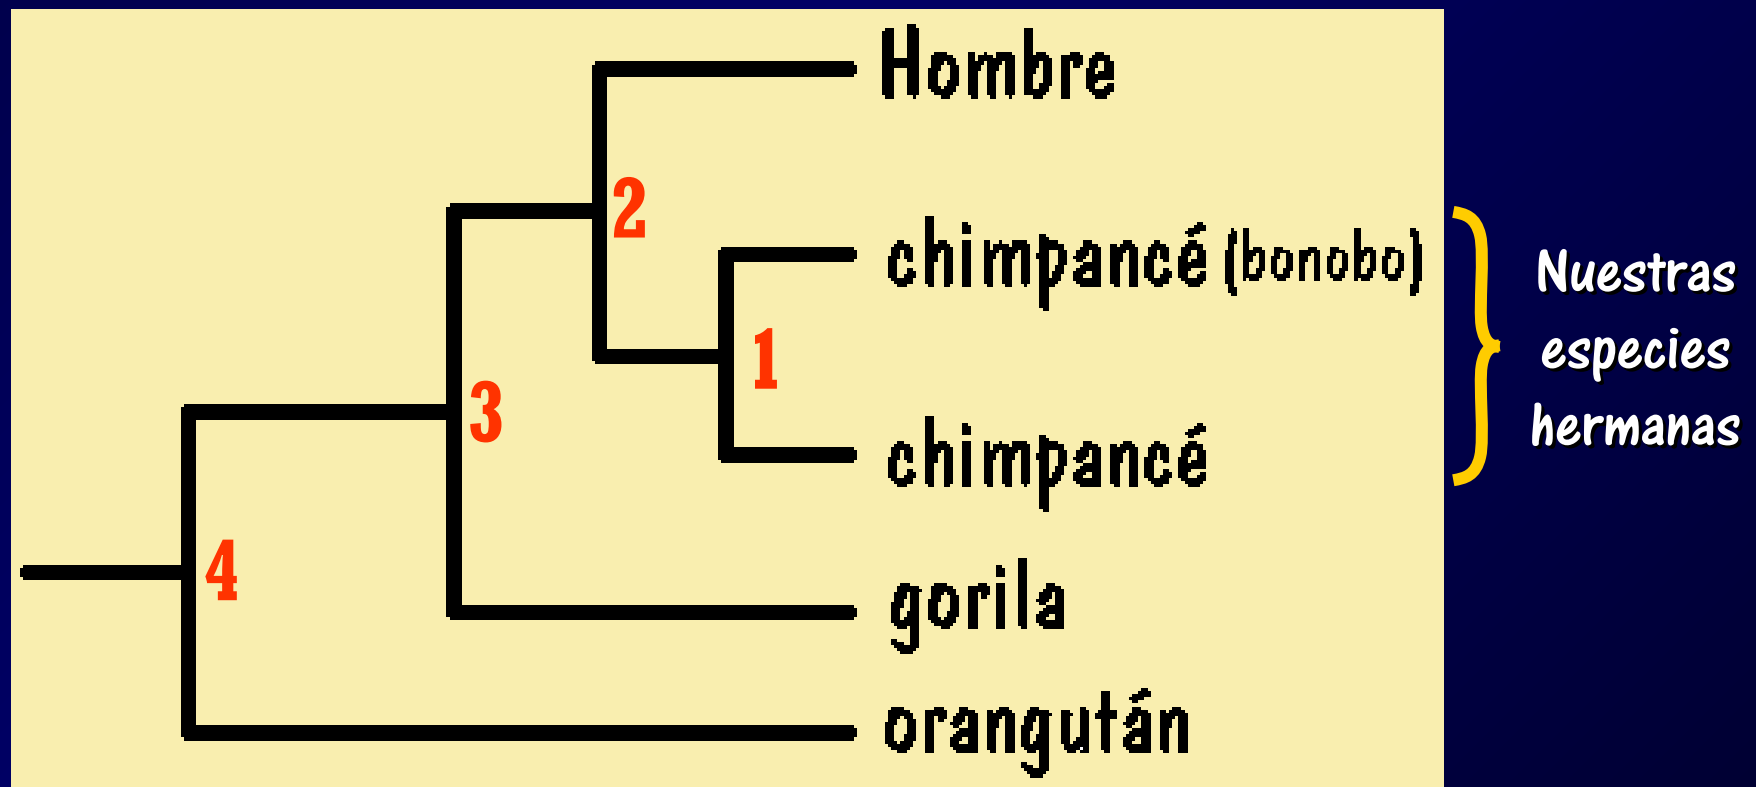 Hombre
2
chimpancé (bonobo)
1
chimpancé
3
gorila
4
orangután
Nuestras
especies
hermanas